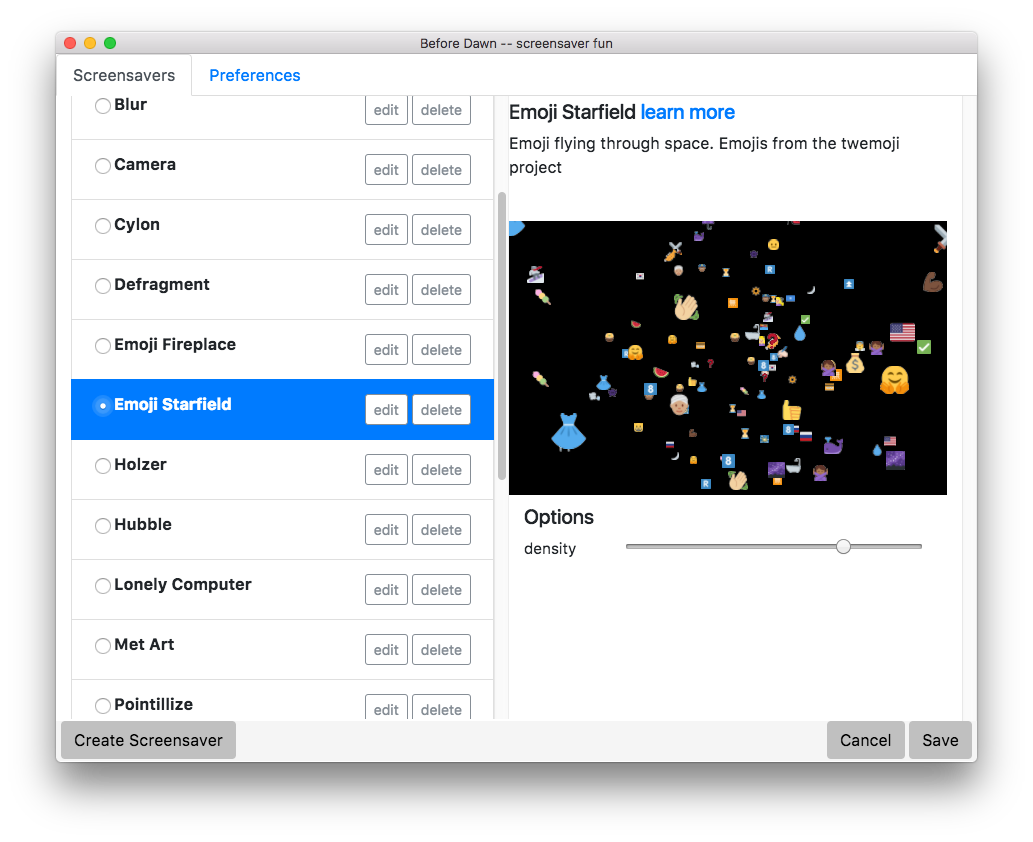 Before Dawn -- screensaver fun
Screensavers Preferences
Blur edit delete
Camera edit delete
Cylon edit delete
Defragment edit delete
Emoji Fireplace edit delete
Emoji Starfield edit delete
Holzer edit delete
Hubble edit delete
Lonely Computer edit delete
Met Art edit delete
Pointillize edit delete
Emoji Starfield learn more
Emoji flying through space. Emojis from the twemoji
project
Options
density
Create Screensaver Cancel Save